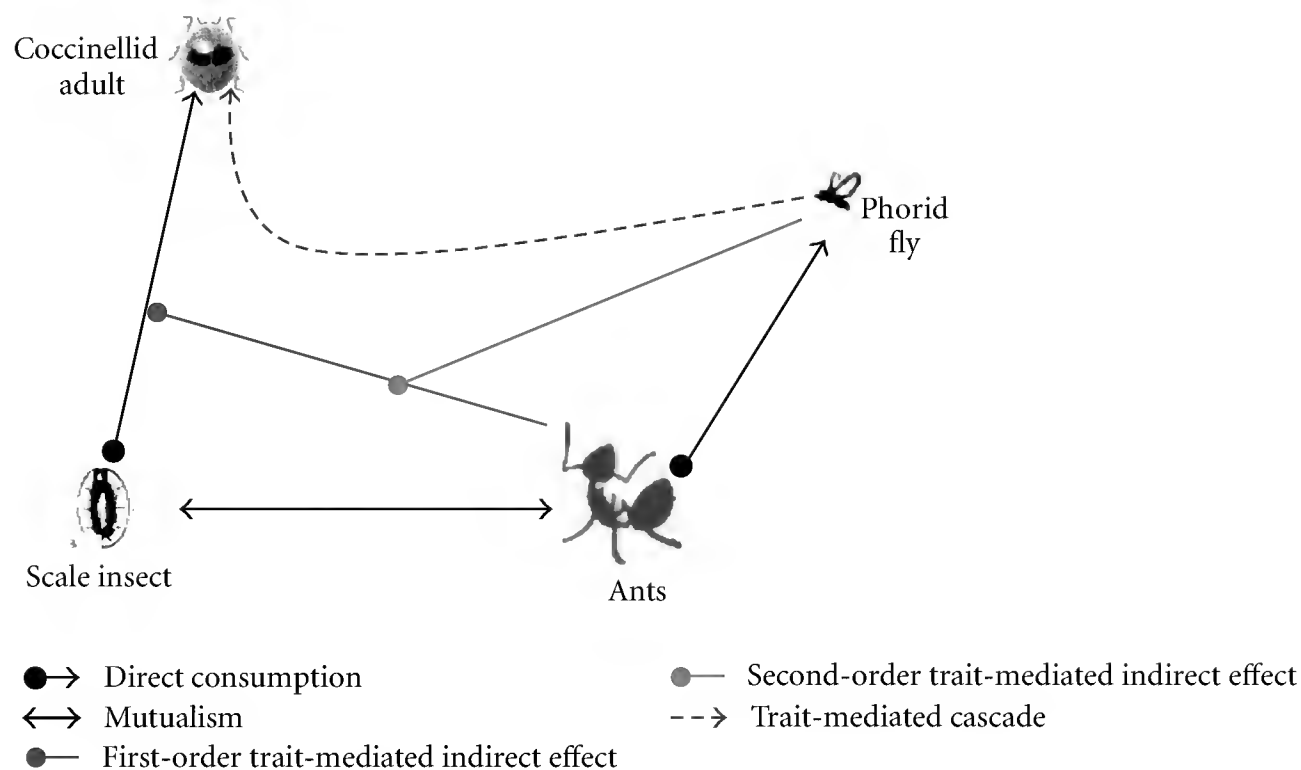 Coccinellid
adult
Phorid
fly
Scale insect
Ants
Direct consumption
Mutualism
First-order trait-mediated indirect effect
Second-order trait-mediated indirect effect
Trait-mediated cascade